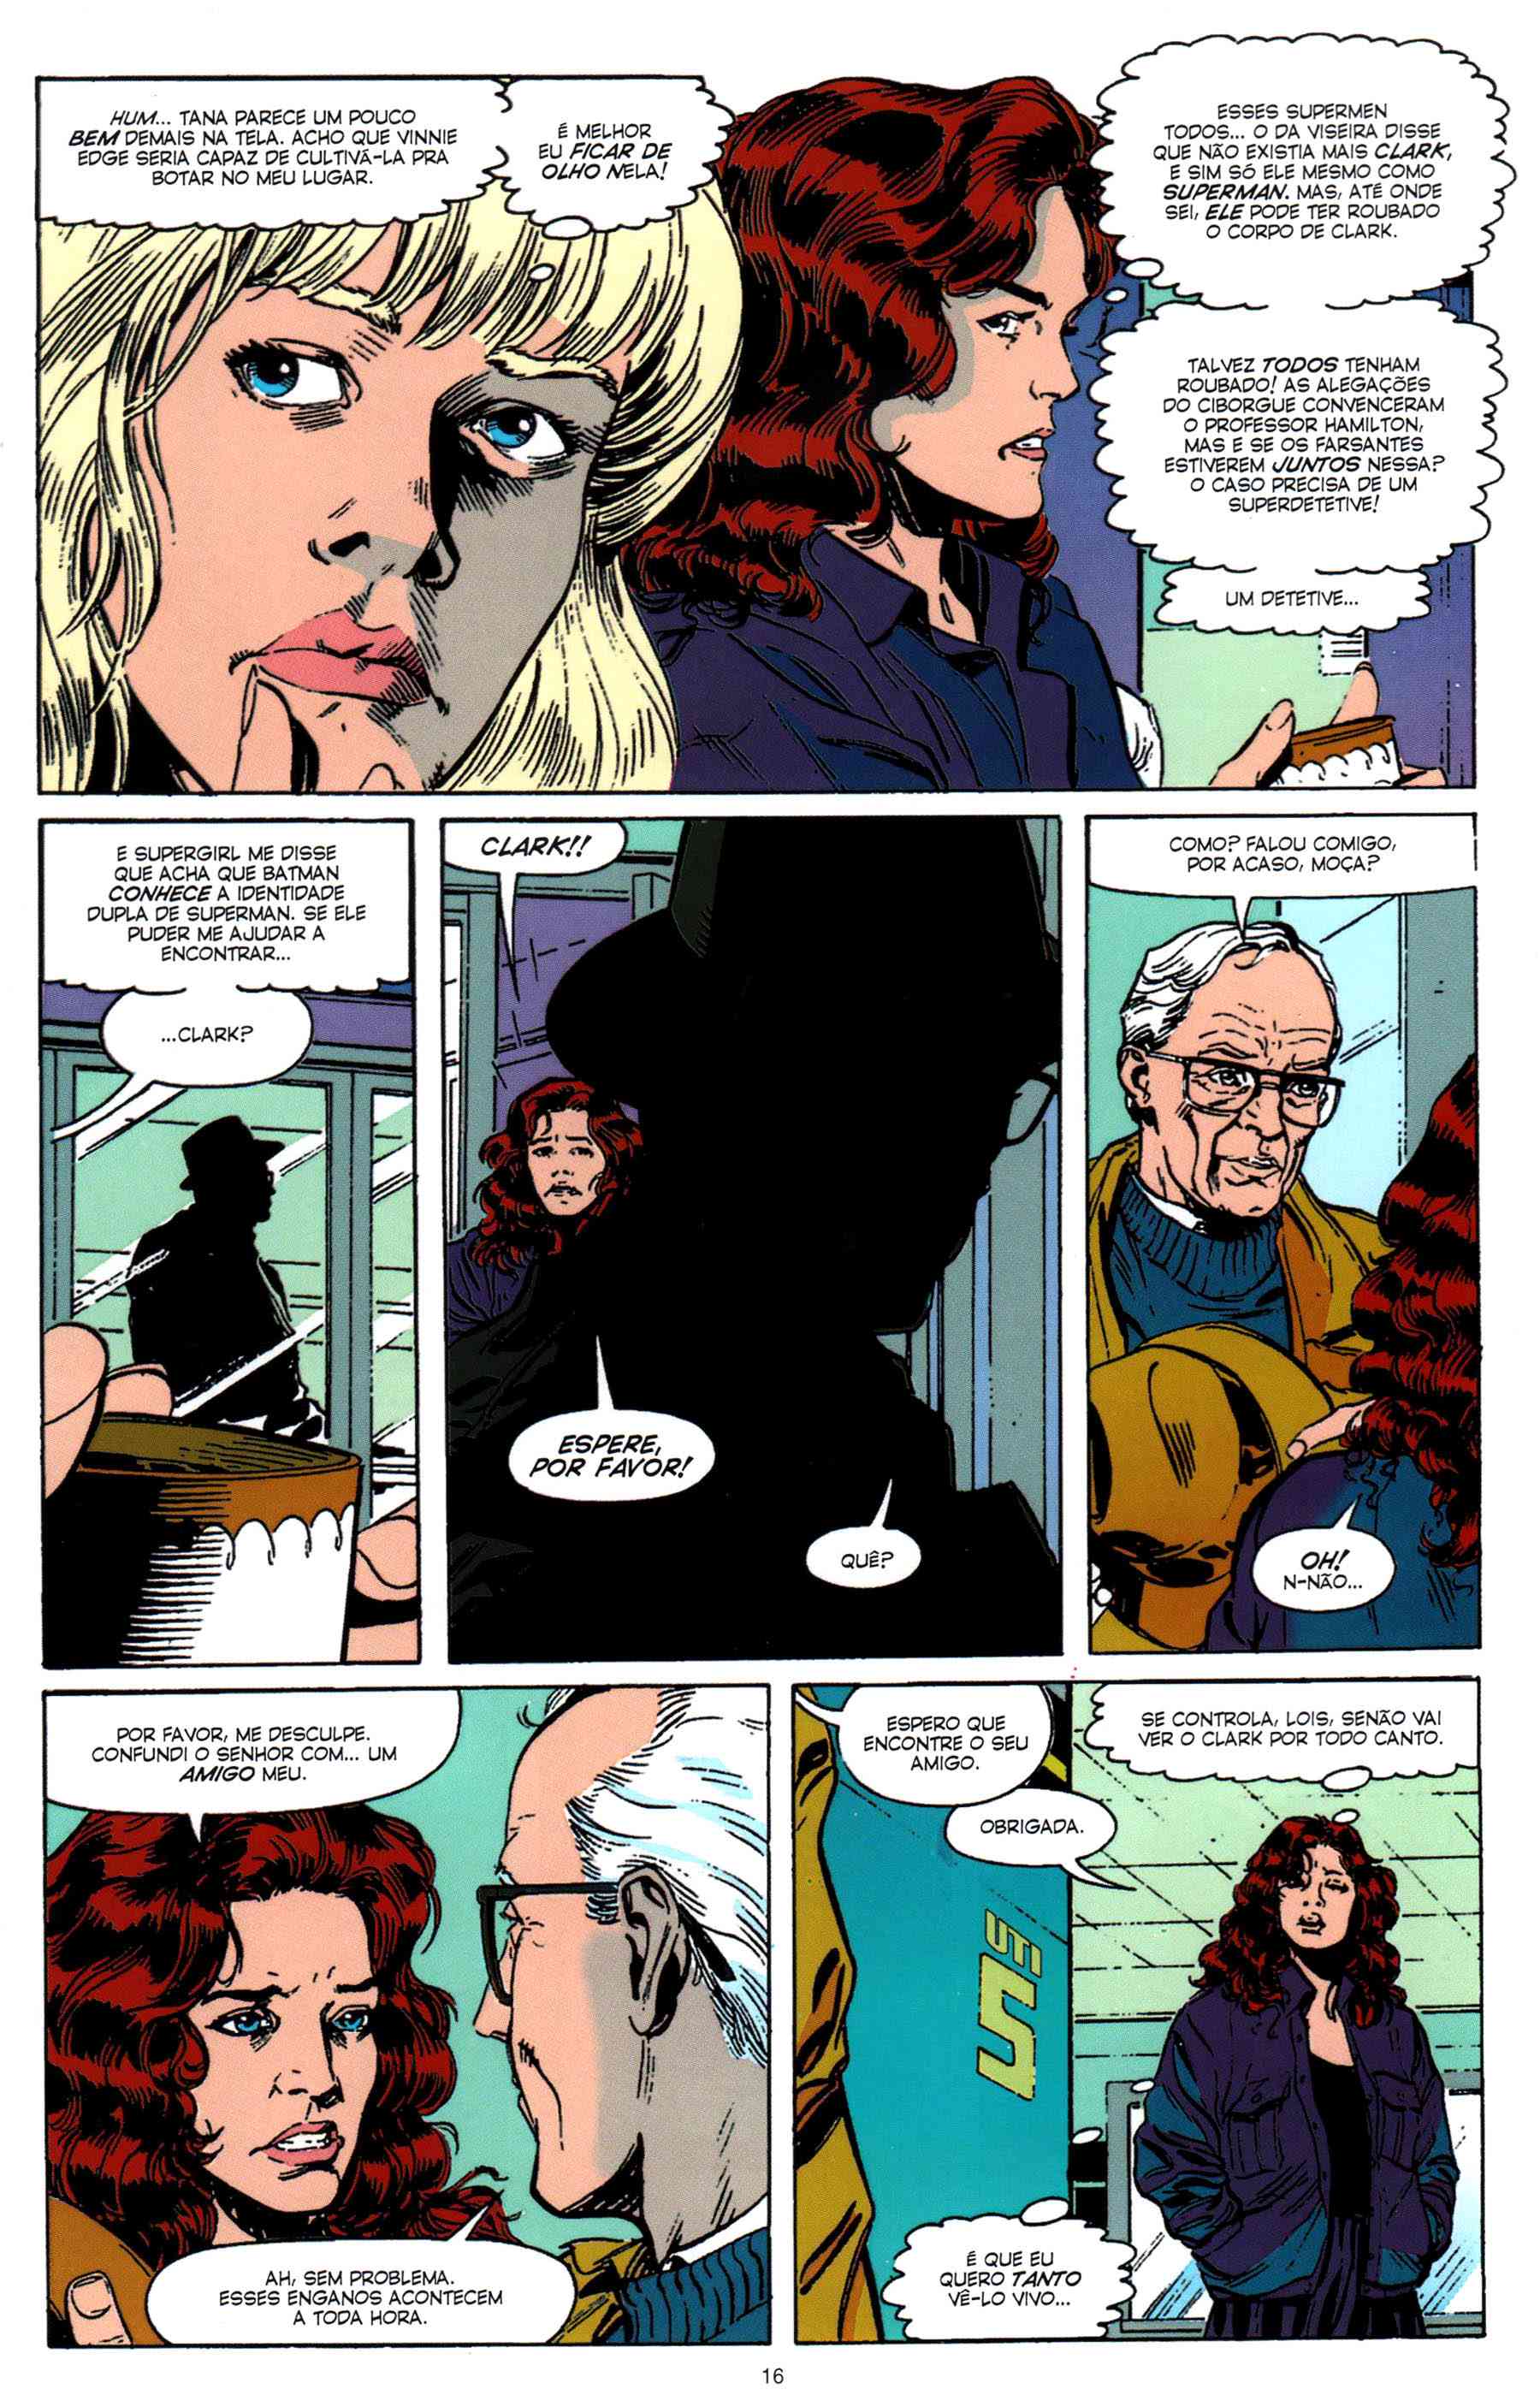 HUM... TANA PARECE UM POUCO
BEM DEMAIS NA TELA. ACHO QUE VINNIE
EDGE SERIA CAPAZ DE CULTIVÁ-LA PRA
BOTAR NO MEU LUGAR.
É MELHOR
EU FICAR DE
OLHO NELA!
ESSES SUPERMEN
TODOS... O DA VISEIRA DISSE
QUE NÃO EXISTIA MAIS CLARK,
E SIM SÓ ELE MESMO COMO
SUPERMAN. MAS, ATÉ ONDE
SEI, ELE PODE TER ROUBADO
O CORPO DE CLARK.
TALVEZ TODOS TENHAM
ROUBADO! AS ALEGAÇÕES
DO CIBORGUE CONVENCERAM
O PROFESSOR HAMILTON,
MAS E SE OS FARSANTES
ESTIVEREM JUNTOS NESSA?
O CASO PRECISA DE UM
SUPERDETETIVE!
UM DETETIVE...
E SUPERGIRL ME DISSE
QUE ACHA QUE BATMAN
CONHECE A IDENTIDADE
DUPLA DE SUPERMAN. SE ELE
PUDER ME AJUDAR A
ENCONTRAR...
...CLARK?
CLARK!!
ESPERE,
POR FAVOR!
QUÊ?
COMO? FALOU COMIGO,
POR ACASO, MOÇA?
OH!
N-NÃO...
POR FAVOR, ME DESCULPE.
CONFUNDI O SENHOR COM... UM
AMIGO MEU.
AH, SEM PROBLEMA.
ESSES ENGANOS ACONTECEM
A TODA HORA.
ESPERO QUE
ENCONTRE O SEU
AMIGO.
OBRIGADA.
SE CONTROLA, LOIS, SENÃO VAI
VER O CLARK POR TODO CANTO.
É QUE EU
QUERO TANTO
VÊ-LO VIVO...
16